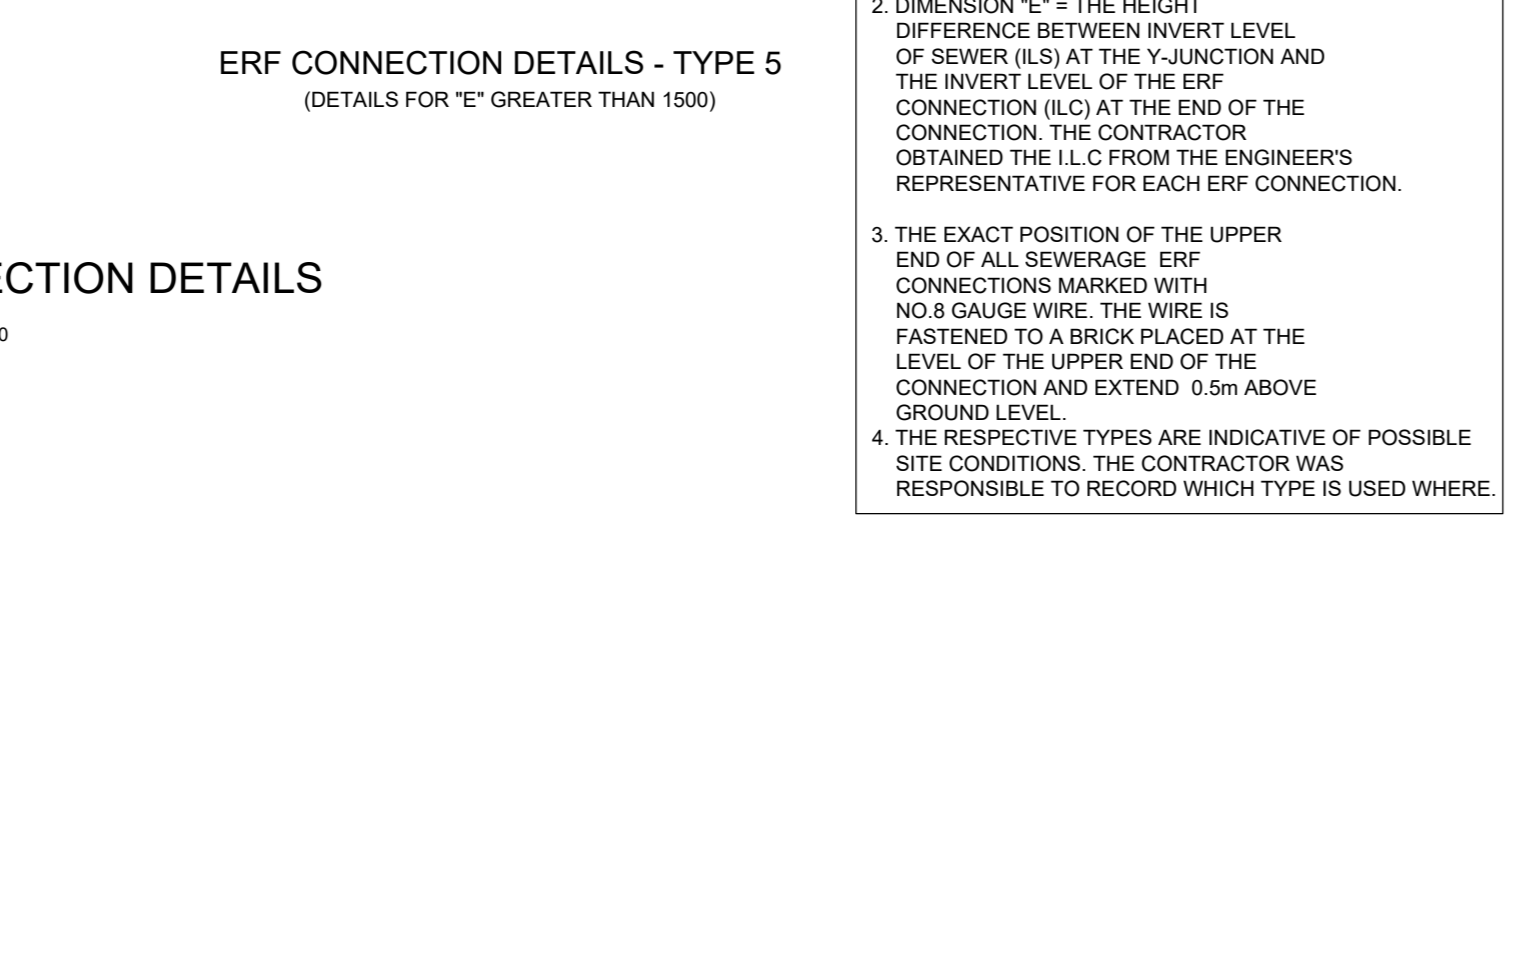 ERF CONNECTION DETAILS - TYPE 5
(DETAILS FOR "E" GREATER THAN 1500)
ECTION DETAILS
0
2. DIMENSION "E" = THE HEIGHT
DIFFERENCE BETWEEN INVERT LEVEL
OF SEWER (ILS) AT THE Y-JUNCTION AND
THE INVERT LEVEL OF THE ERF
CONNECTION (ILC) AT THE END OF THE
CONNECTION. THE CONTRACTOR
OBTAINED THE I.L.C FROM THE ENGINEER'S
REPRESENTATIVE FOR EACH ERF CONNECTION.
3. THE EXACT POSITION OF THE UPPER
END OF ALL SEWERAGE  ERF
CONNECTIONS MARKED WITH
NO.8 GAUGE WIRE. THE WIRE IS
FASTENED TO A BRICK PLACED AT THE
LEVEL OF THE UPPER END OF THE
CONNECTION AND EXTEND  0.5m ABOVE
GROUND LEVEL.
4. THE RESPECTIVE TYPES ARE INDICATIVE OF POSSIBLE
SITE CONDITIONS. THE CONTRACTOR WAS
RESPONSIBLE TO RECORD WHICH TYPE IS USED WHERE.